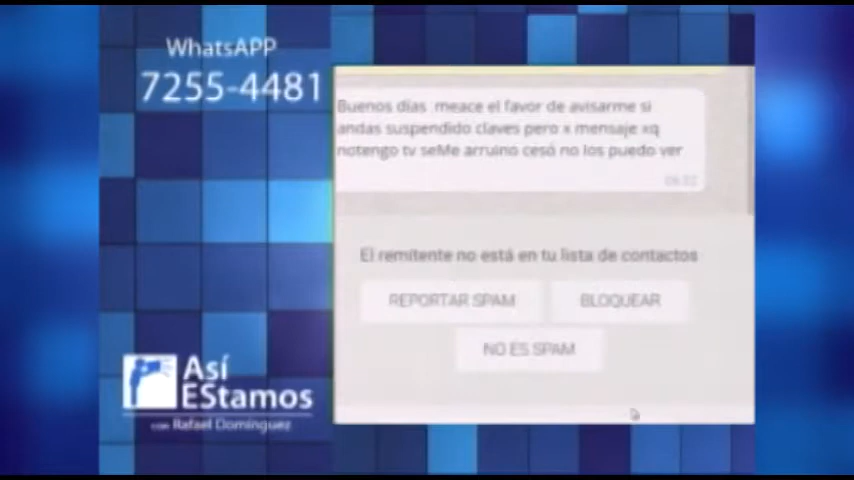 WhatsAPP
7255-4481
Buenos días meace el favor de avisarme si
andas suspendido claves pero x mensaje xq
notengo tv seMe arruino cesó no los puedo ver
El remitente no está en tu lista de contactos
REPORTAR SPAM
BLOQUEAR
NO ES SPAM
Así
EStamos
con Rafael Domínguez